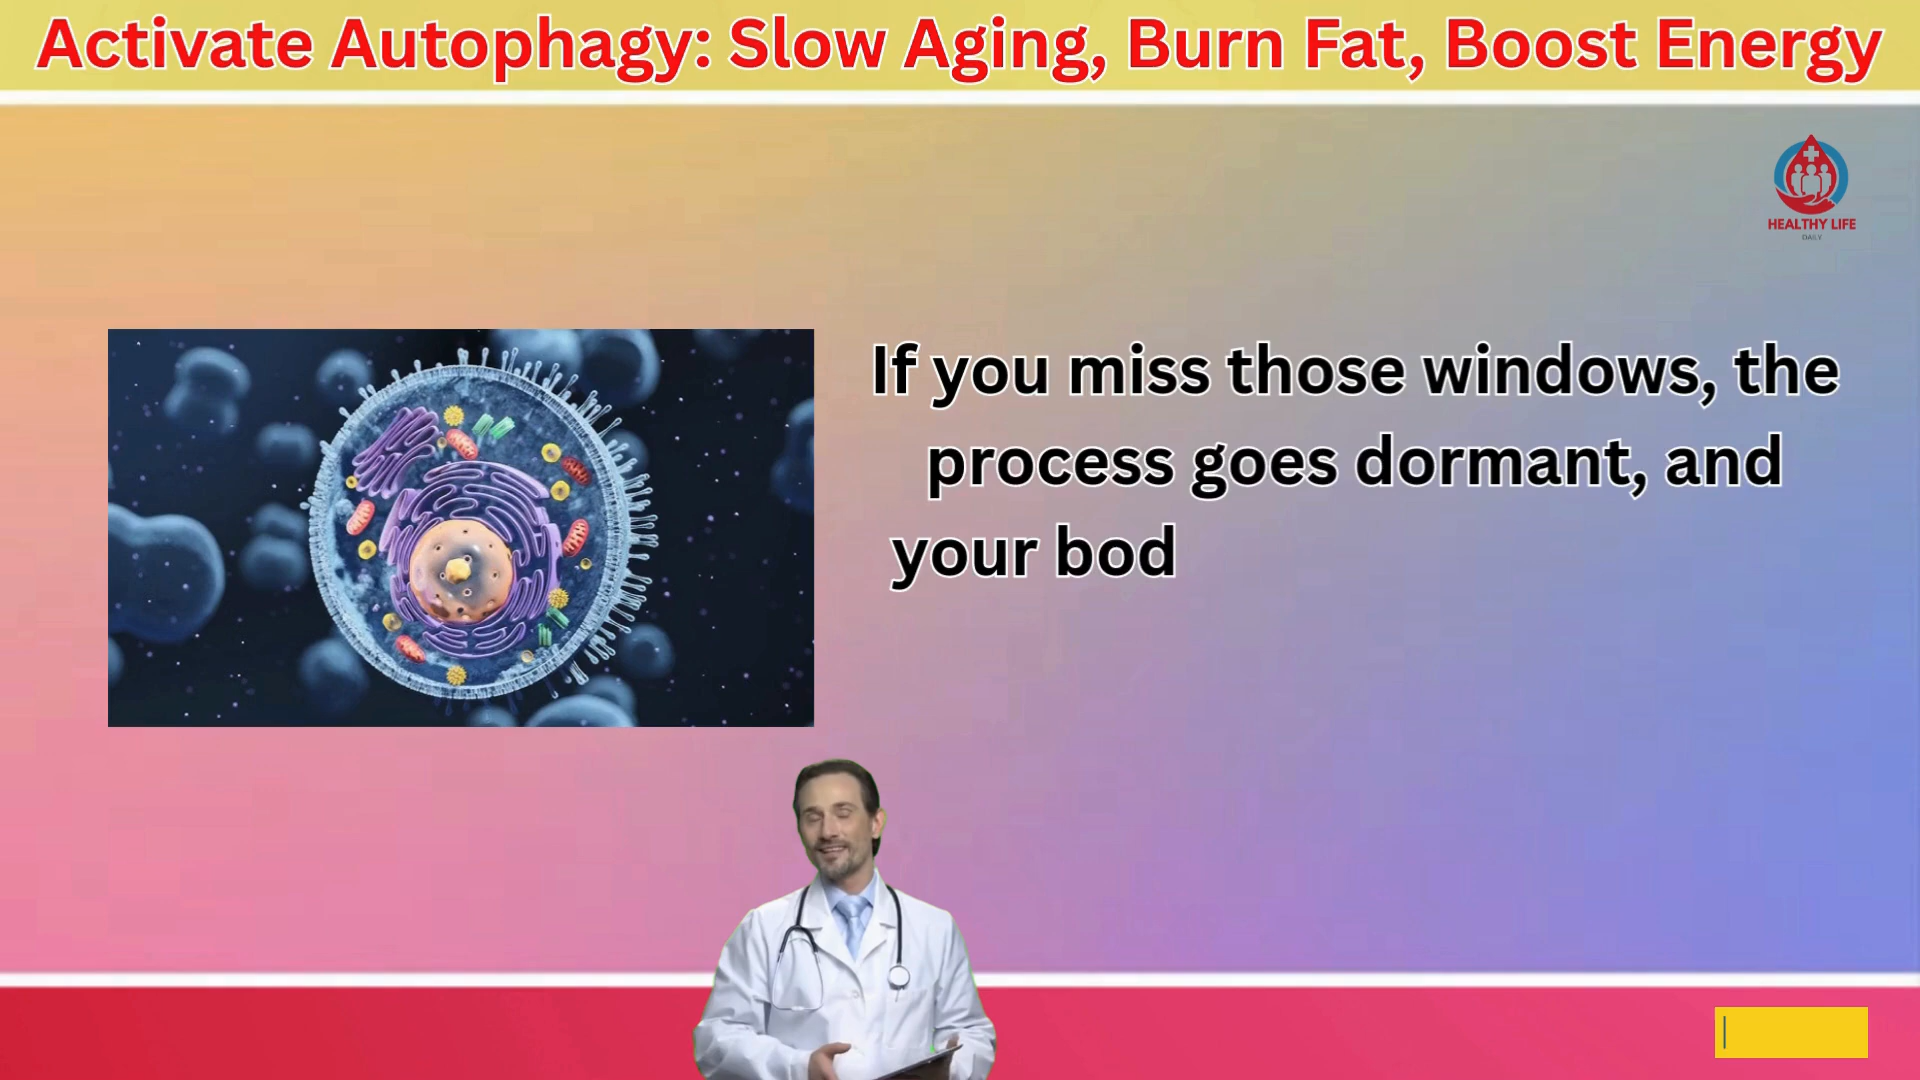 Activate Autophagy: Slow Aging, Burn Fat, Boost Energy
HEALTHY LIFE
DAILY
If you miss those windows, the
process goes dormant, and
your bod